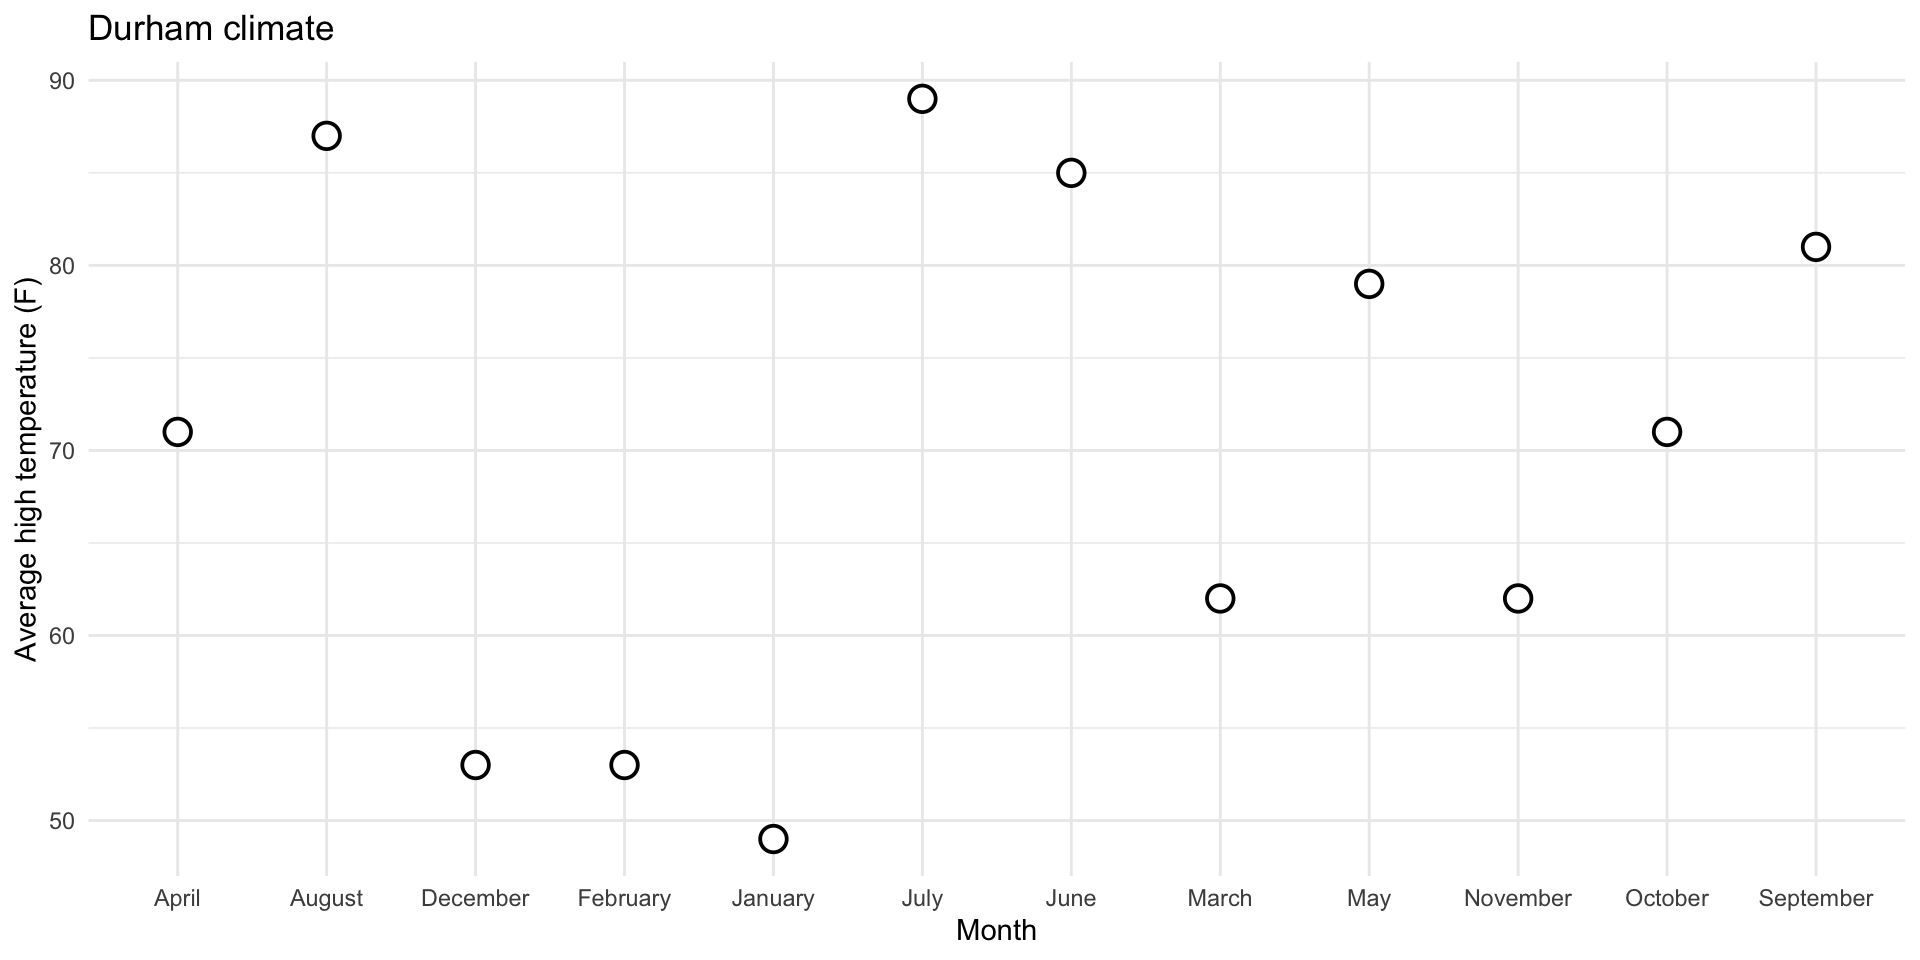 Durham climate
Average high temperature (F)
90
80
70
60
50
April August December February January July June March May November October September
Month